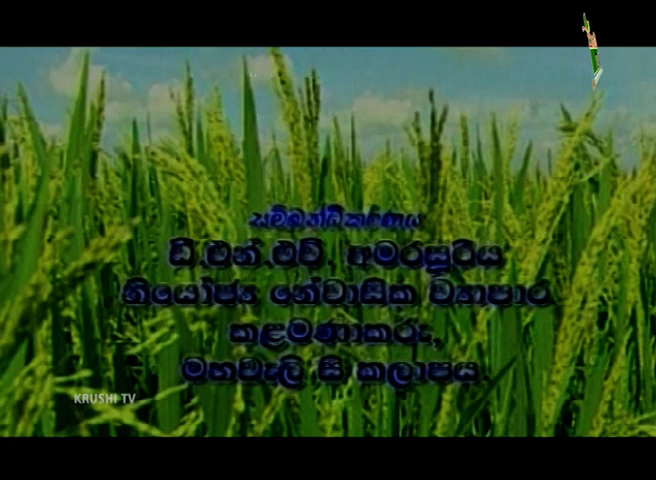 සම්බන්ධීකරණය
ඩී.එන්.එච්. අමරසූරිය
නියෝජ්‍ය නේවාසික ව්‍යාපාර
කළමණාකරු,
මහවැලි සී කලාපය.
KRUSHI TV